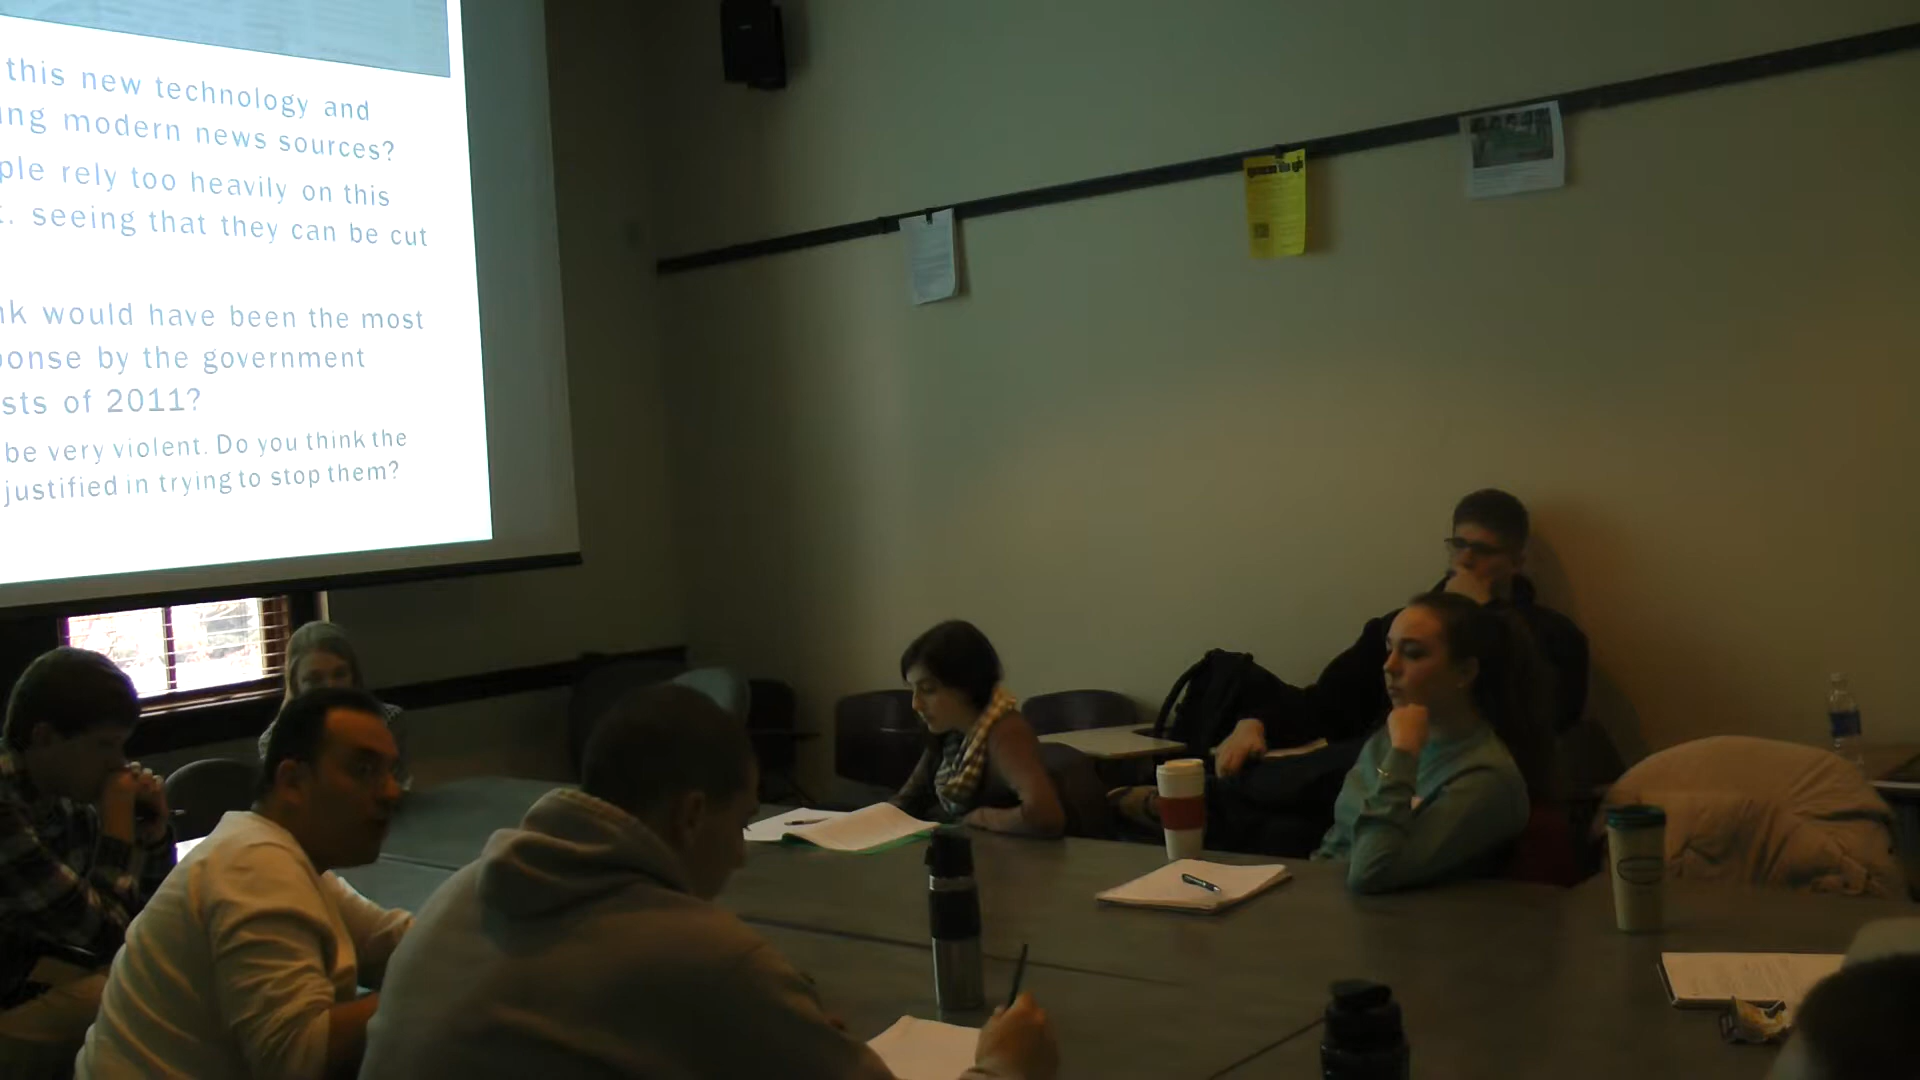 this new technology and
ing modern news sources?
ple rely too heavily on this
. seeing that they can be cut
nk would have been the most
onse by the government
sts of 2011?
be very violent. Do you think the
justified in trying to stop them?